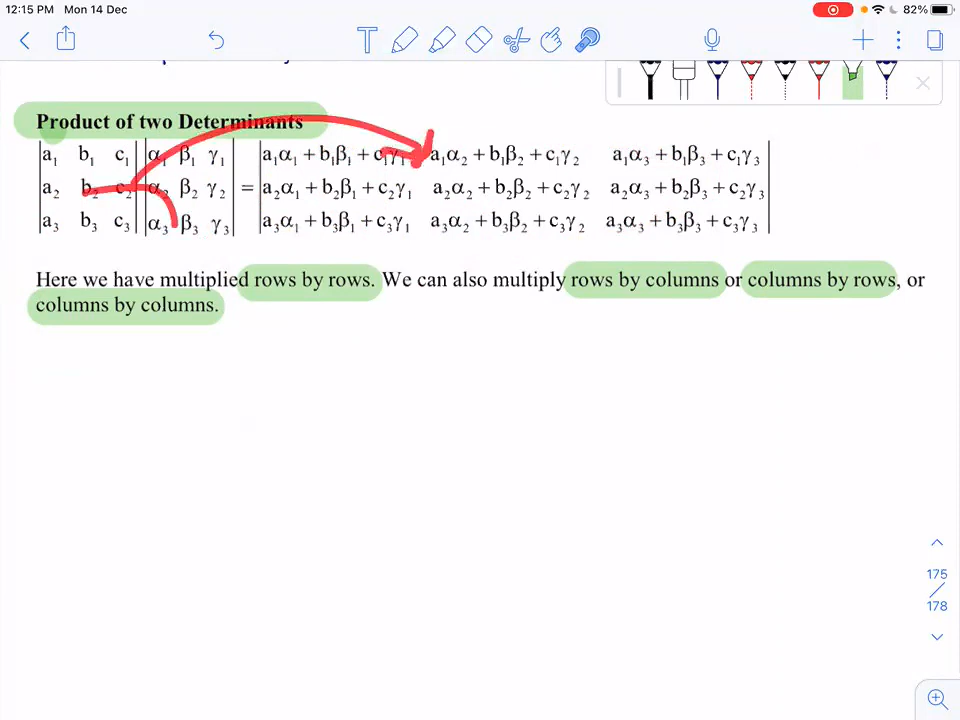 12:15 PM Mon 14 Dec 82%
Product of two Determinants
|a₁ b₁ c₁| |α₁ β₁ γ₁| |a₁α₁ + b₁β₁ + c₁γ₁ a₁α₂ + b₁β₂ + c₁γ₂ a₁α₃ + b₁β₃ + c₁γ₃|
|a₂ b₂ c₂| |α₂ β₂ γ₂| = |a₂α₁ + b₂β₁ + c₂γ₁ a₂α₂ + b₂β₂ + c₂γ₂ a₂α₃ + b₂β₃ + c₂γ₃|
|a₃ b₃ c₃| |α₃ β₃ γ₃| |a₃α₁ + b₃β₁ + c₃γ₁ a₃α₂ + b₃β₂ + c₃γ₂ a₃α₃ + b₃β₃ + c₃γ₃|
Here we have multiplied rows by rows. We can also multiply rows by columns or columns by rows, or
columns by columns.
175
/
178